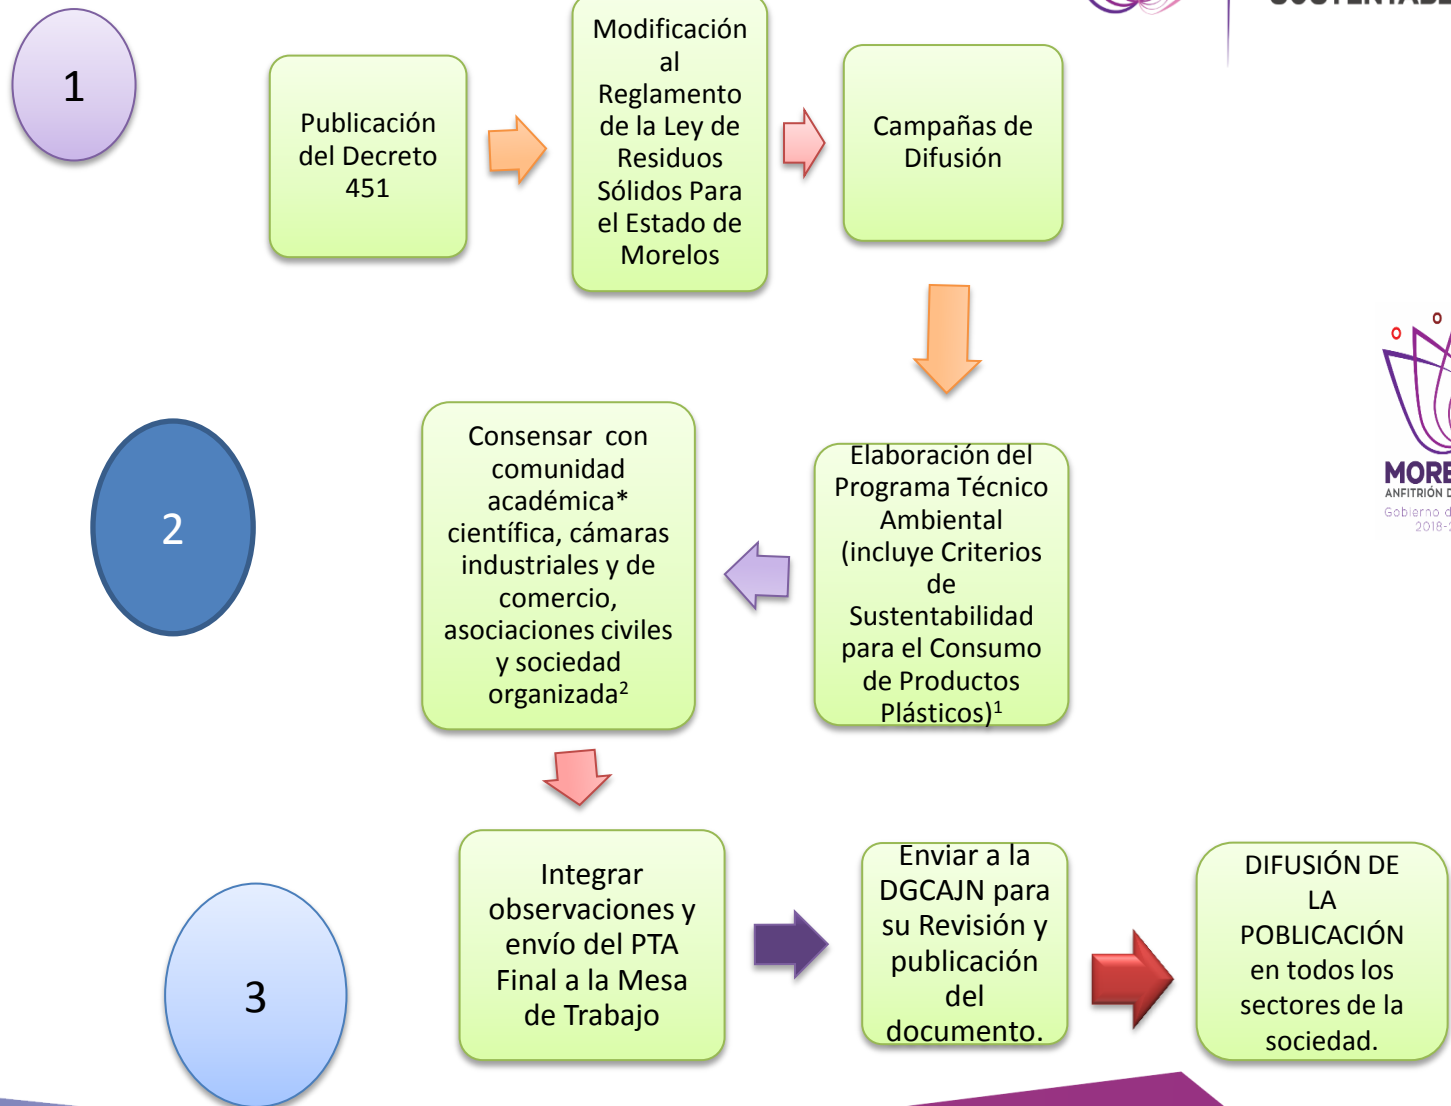 1
Publicación
del Decreto
451
Modificación
al
Reglamento
de la Ley de
Residuos
Sólidos Para
el Estado de
Morelos
Campañas de
Difusión
2
Consensar con
comunidad
académica*
científica, cámaras
industriales y de
comercio,
asociaciones civiles
y sociedad
organizada²
Elaboración del
Programa Técnico
Ambiental
(incluye Criterios
de
Sustentabilidad
para el Consumo
de Productos
Plásticos)¹
ANFITRIÓN
Gobierno
3
Integrar
observaciones y
envío del PTA
Final a la Mesa
de Trabajo
Enviar a la
DGCAJN para
su Revisión y
publicación
del
documento.
DIFUSIÓN DE
LA
POBLICACIÓN
en todos los
sectores de la
sociedad.